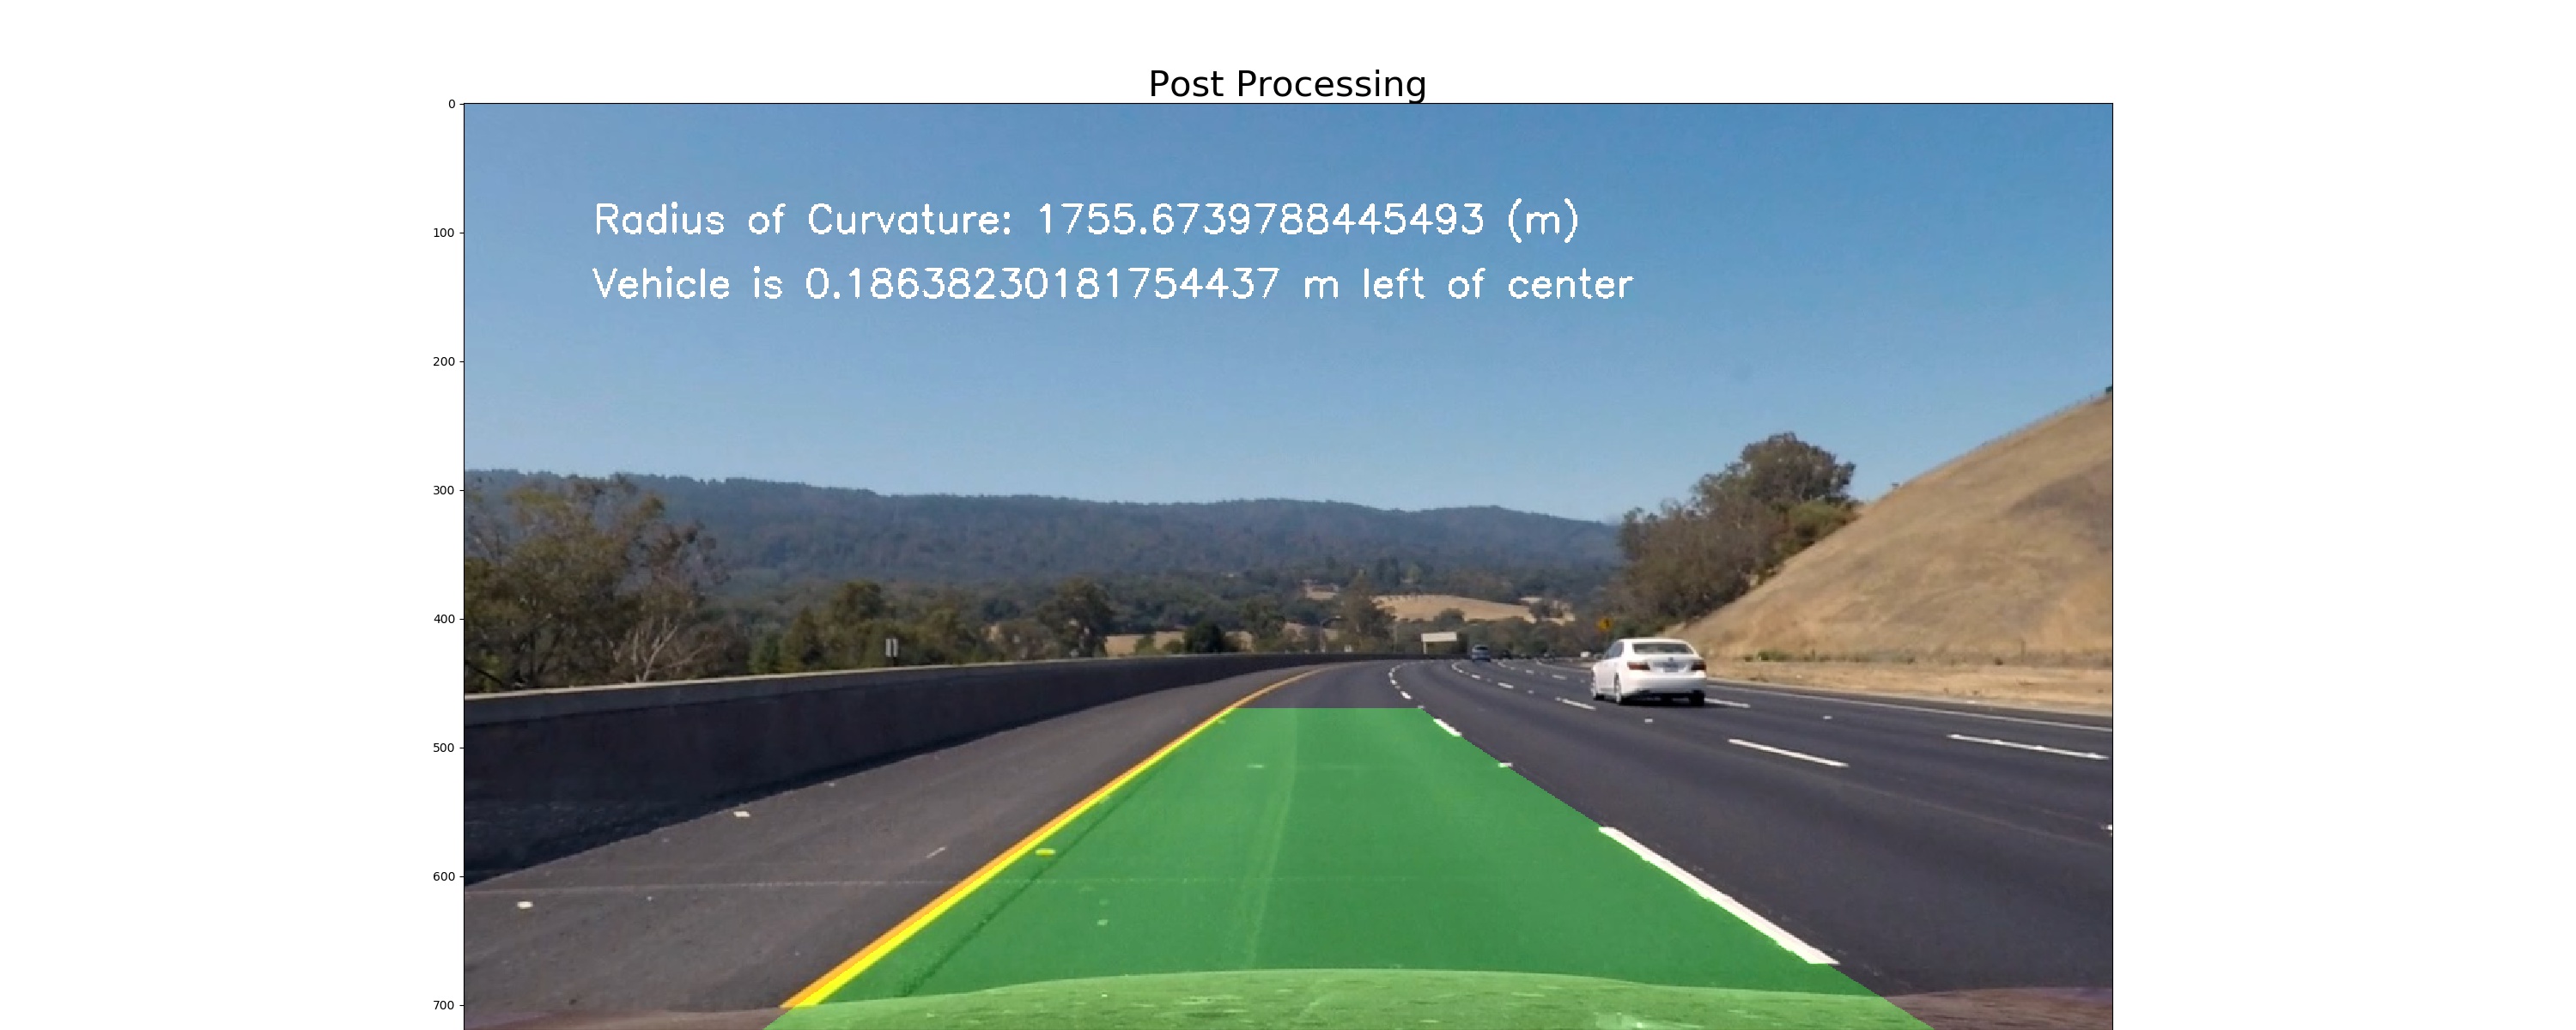 Post Processing
0
Radius of Curvature: 1755.6739788445493 (m)
100
Vehicle is 0.18638230181754437 m left of center
200
300
400
500
600
700